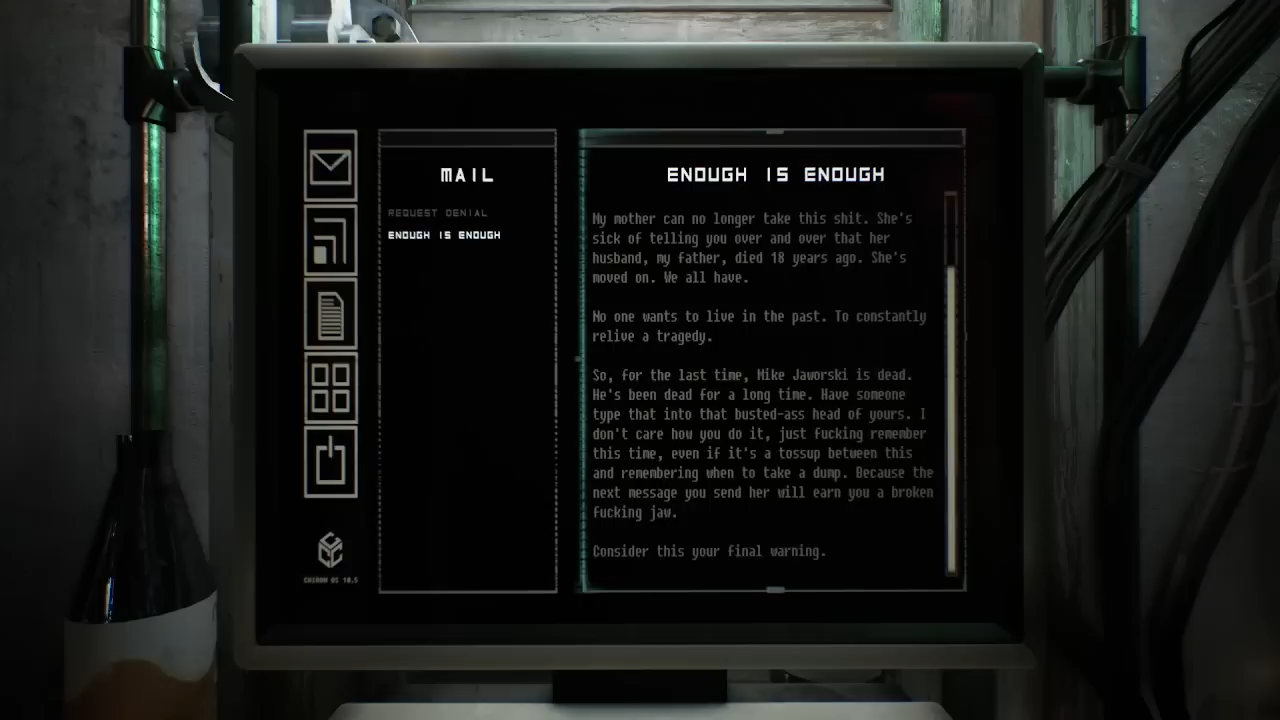 MAIL
REQUEST DENIAL
ENOUGH IS ENOUGH
ENOUGH IS ENOUGH
My mother can no longer take this shit. She's
sick of telling you over and over that her
husband, my father, died 18 years ago. She's
moved on. We all have.
No one wants to live in the past. To constantly
relive a tragedy.
So, for the last time, Mike Jaworski is dead.
He's been dead for a long time. Have someone
type that into that busted-ass head of yours. I
don't care how you do it, just fucking remember
this time, even if it's a tossup between this
and remembering when to take a dump. Because the
next message you send her will earn you a broken
fucking jaw.
Consider this your final warning.
CHIRON OS 10.5